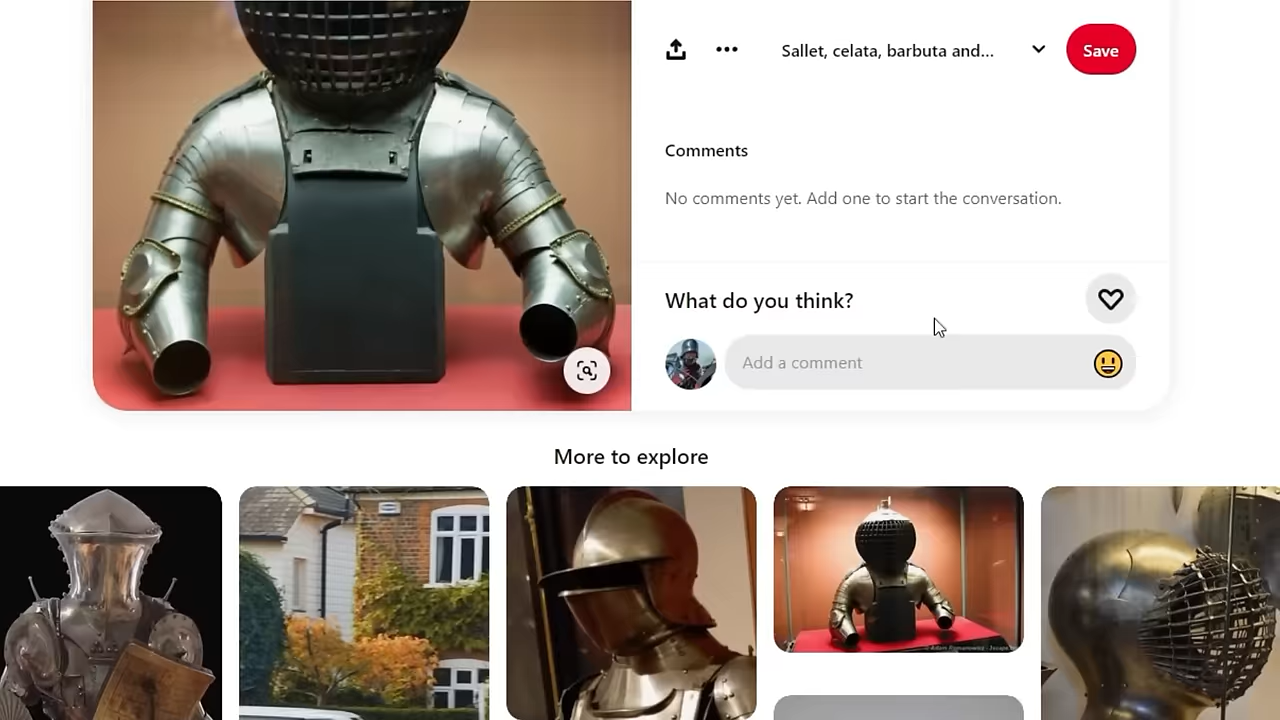 Sallet, celata, barbuta and...
Save
Comments
No comments yet. Add one to start the conversation.
What do you think?
Add a comment
More to explore